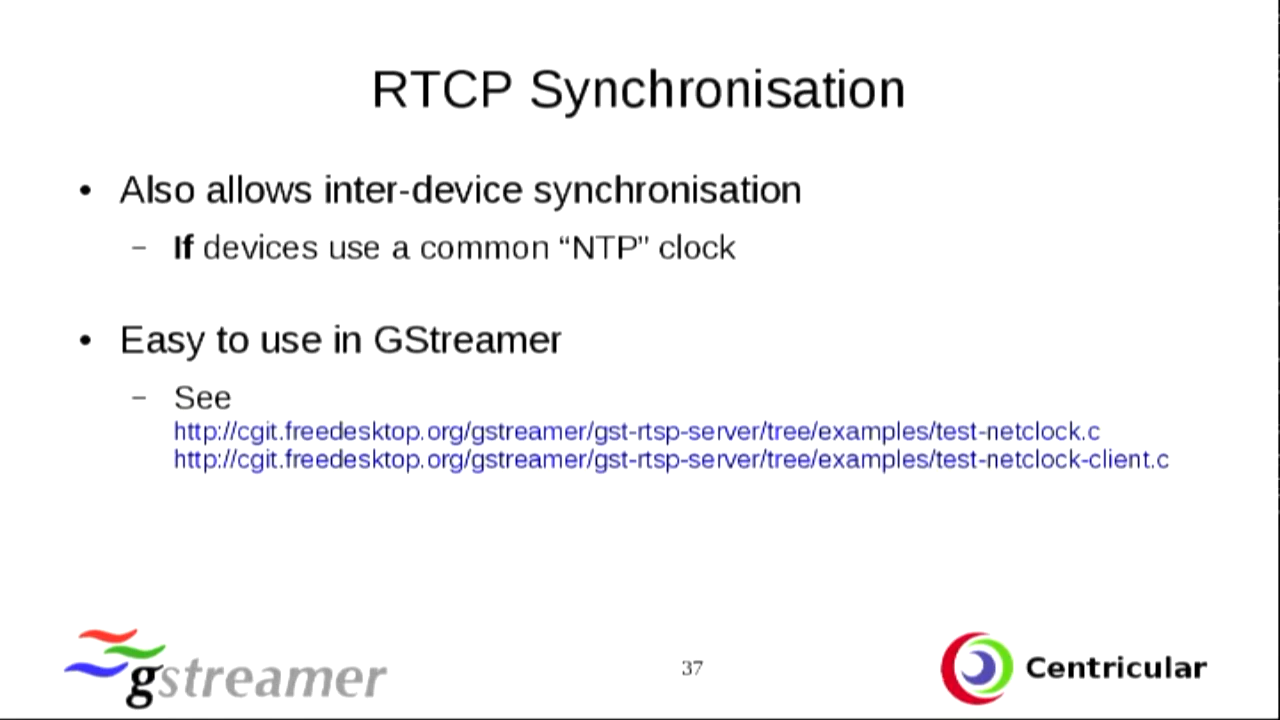 RTCP Synchronisation
• Also allows inter-device synchronisation
– If devices use a common “NTP” clock
• Easy to use in GStreamer
– See
http://cgit.freedesktop.org/gstreamer/gst-rtsp-server/tree/examples/test-netclock.c
http://cgit.freedesktop.org/gstreamer/gst-rtsp-server/tree/examples/test-netclock-client.c
gstreamer
37
Centricular